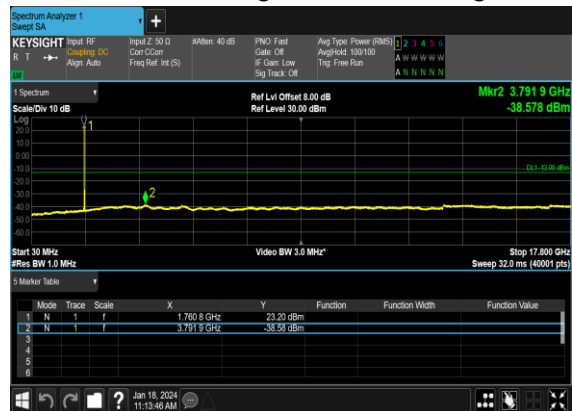 Spectrum Analyzer 1
Swept SA
+
KEYSIGHT Input: RF Input Z: 50 Ω #Atten: 40 dB PNO: Fast Avg Type: Power (RMS) 1 2 3 4 5 6
R T Coupling: DC Corr CCorr Gate: Off Avg|Hold: 100/100 A W W W W W
Align: Auto Freq Ref: Int (S) IF Gain: Low Trig: Free Run
LW Sig Track: Off A N N N N N
1 Spectrum Ref Lvl Offset 8.00 dB Mkr2 3.791 9 GHz
Scale/Div 10 dB Ref Level 30.00 dBm -38.578 dBm
Log
20.0
10.0
0.00
-10.0
-20.0
-30.0
-40.0
-50.0
-60.0
1
DL1 -13.00 dBm
2
Start 30 MHz Video BW 3.0 MHz* Stop 17.800 GHz
#Res BW 1.0 MHz Sweep 32.0 ms (40001 pts)
5 Marker Table
Mode Trace Scale X Y Function Function Width Function Value
1 N 1 f 1.760 8 GHz 23.20 dBm
2 N 1 f 3.791 9 GHz -38.58 dBm
3
4
5
6
? Jan 18, 2024
11:13:46 AM